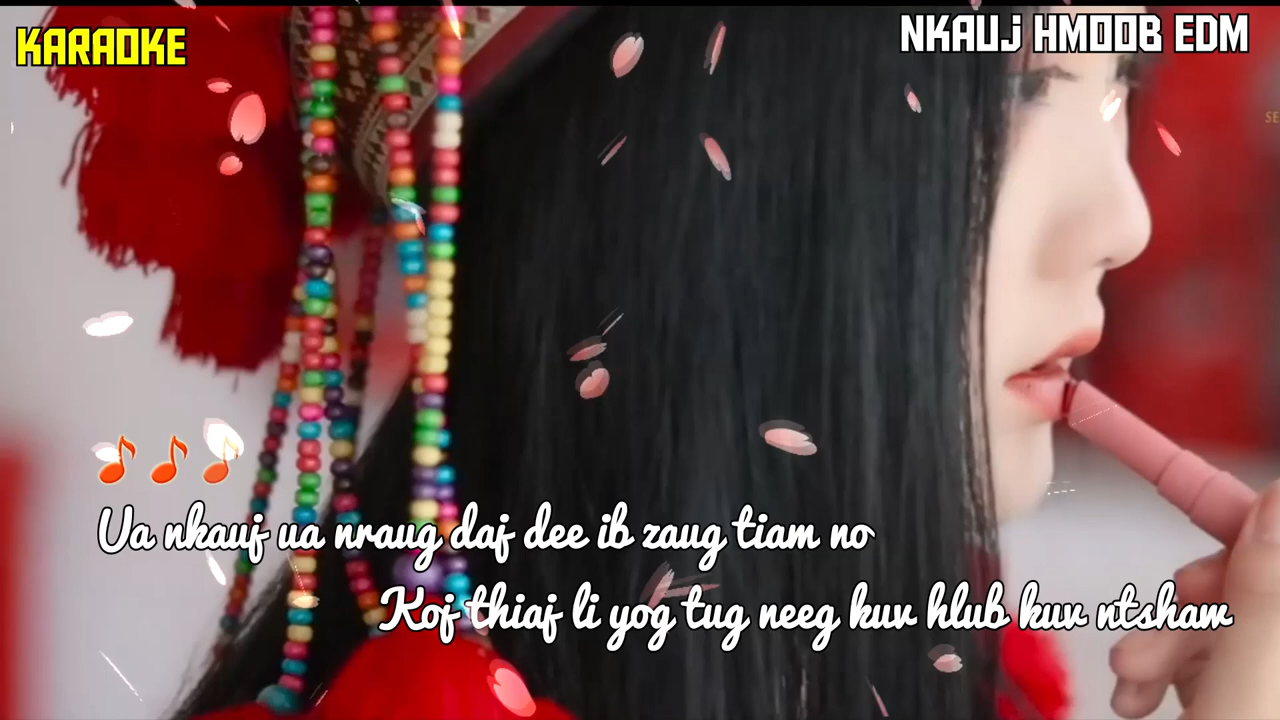 KARAOKE
NKAUJ HMOOB EDM
SE
Ua nkauj ua nraug daj dee ib zaug tiam no
Koj thiaj li yog tug neeg kuv hlub kuv ntshaw